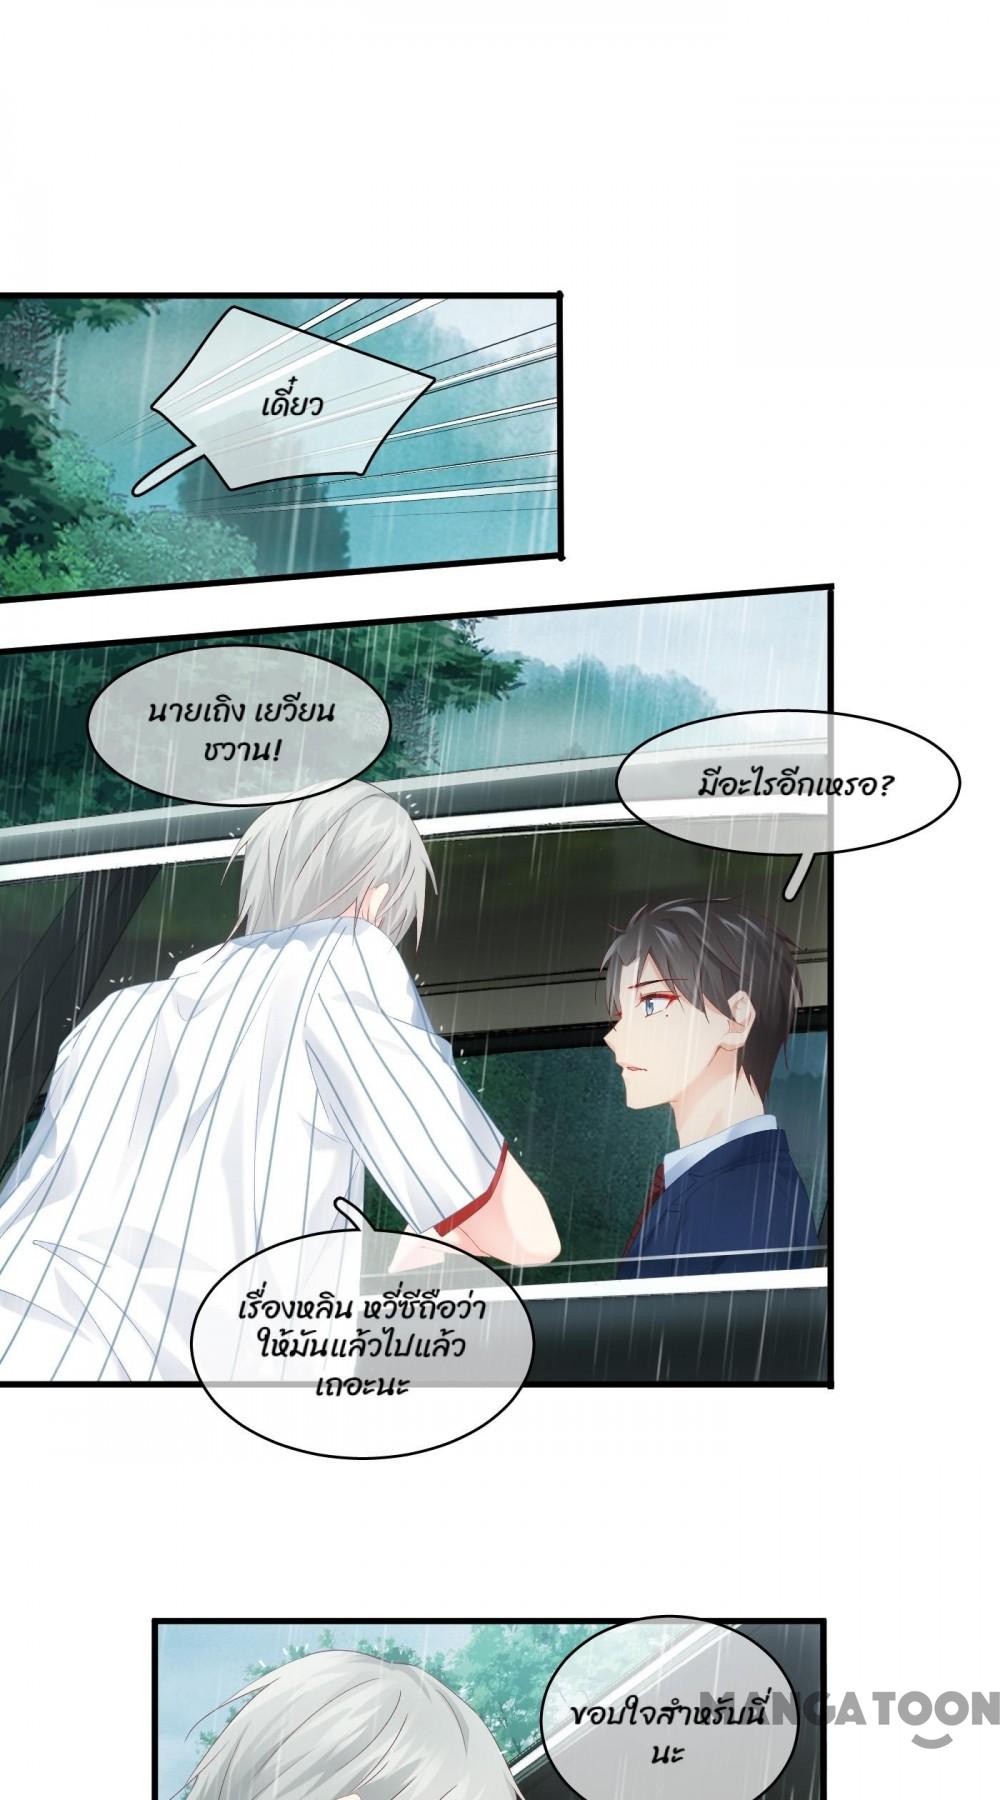 เดี๋ยว
นายเถิง เยวียน
ชวาน!
มีอะไรอีกเหรอ?
เรื่องหลิน หวี่ซีถือว่า
ให้มันแล้วไปแล้ว
เถอะนะ
ขอบใจสำหรับนี่
นะ
MANGATOON